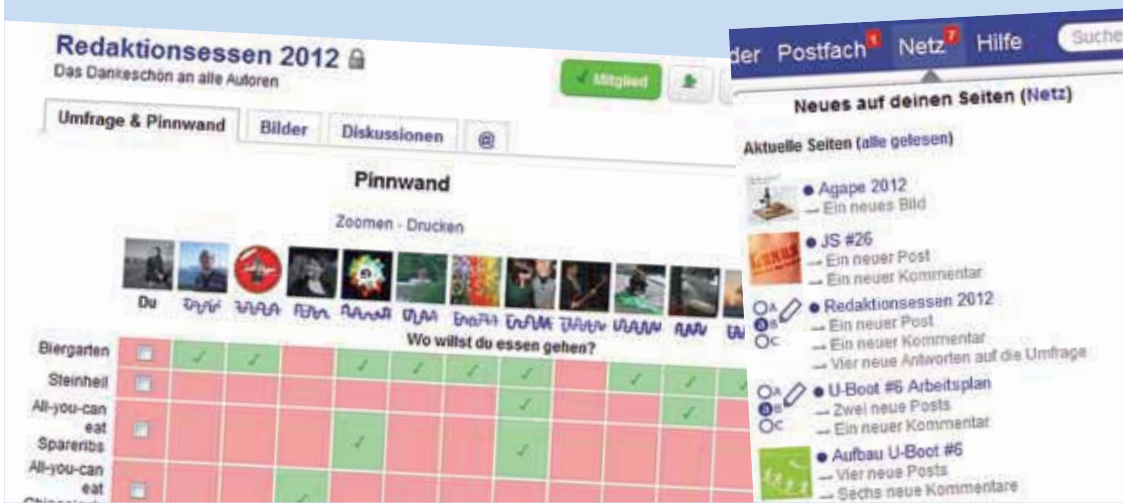 Redaktionsessen 2012
Das Dankeschön an alle Autoren
✓ Mitglied
Umfrage & Pinnwand
Bilder
Diskussionen
@
Pinnwand
Zoomen - Drucken
Du
Wo willst du essen gehen?
Biergarten
Steinheil
All-you-can
eat
Spareribs
All-you-can
eat
der Postfach 1 Netz 7 Hilfe Suche
Neues auf deinen Seiten (Netz)
Aktuelle Seiten (alle gelesen)
• Agape 2012
→ Ein neues Bild
• JS #26
→ Ein neuer Post
→ Ein neuer Kommentar
• Redaktionsessen 2012
→ Ein neuer Post
→ Ein neuer Kommentar
→ Vier neue Antworten auf die Umfrage
• U-Boot #6 Arbeitsplan
→ Zwei neue Posts
→ Ein neuer Kommentar
• Aufbau U-Boot #6
→ Vier neue Posts
→ Sechs neue Kommentare